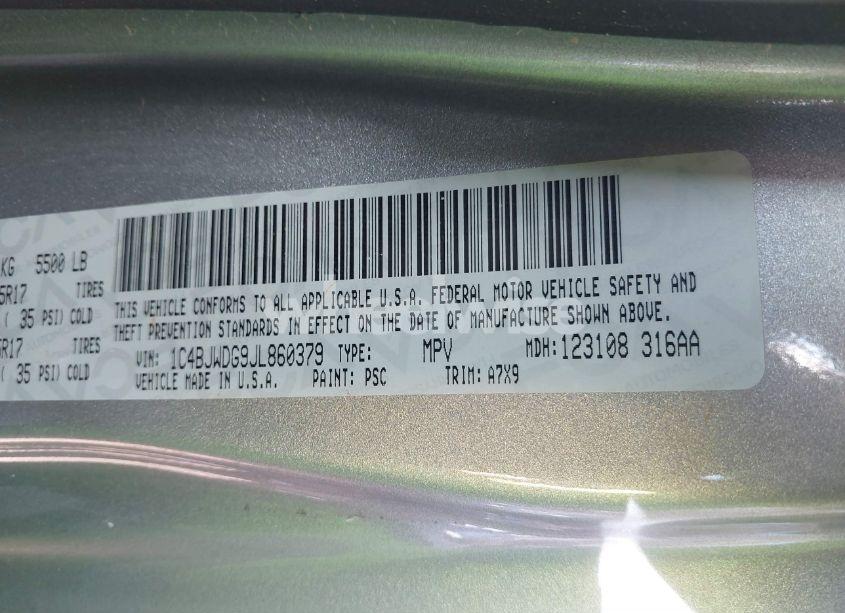 KG 5500 LB
5R17 TIRES
( 35 PSI) COLD
R17 TIRES
( 35 PSI) COLD
THIS VEHICLE CONFORMS TO ALL APPLICABLE U.S.A. FEDERAL MOTOR VEHICLE SAFETY AND
THEFT PREVENTION STANDARDS IN EFFECT ON THE DATE OF MANUFACTURE SHOWN ABOVE.
VIN: 1C4BJWDG9JL860379 TYPE: MPV MDH: 123108 316AA
VEHICLE MADE IN U.S.A. PAINT: PSC TRIM: A7X9